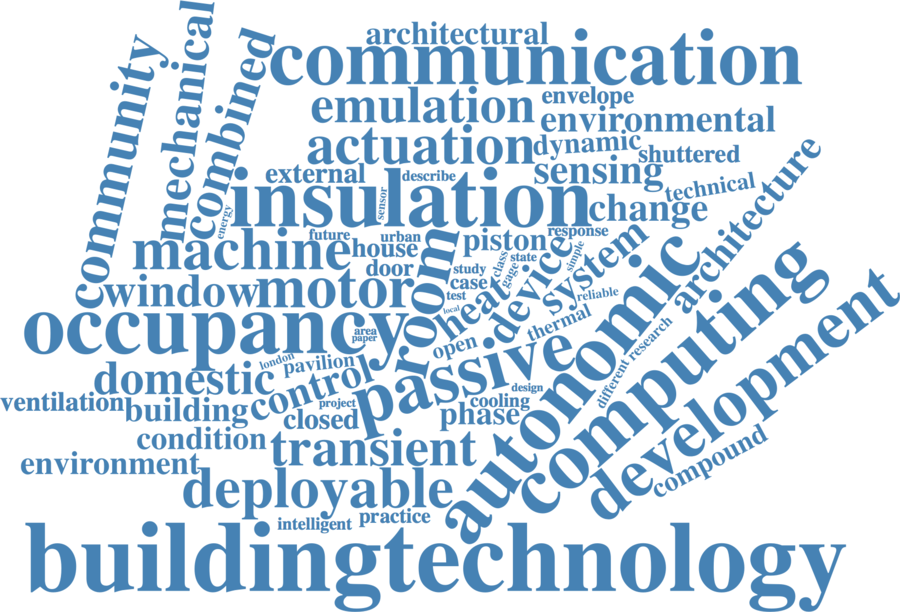 architectural
communication
community
mechanical
combined
emulation
envelope
environmental
actuation
dynamic
shuttered
sensing
external
describe
technical
insulation
sensor
change
architecture
energy
future
urban
response
machine
house
piston
door
room
study
state
class
gage
simple
device
system
window
motor
case
test
heat
reliable
local
occupancy
area
paper
open
thermal
autonomic
computing
development
london
pavilion
domestic
control
passive
different
research
ventilation
building
project
closed
design
cooling
phase
condition
transient
environment
compound
deployable
intelligent
practice
buildingtechnology